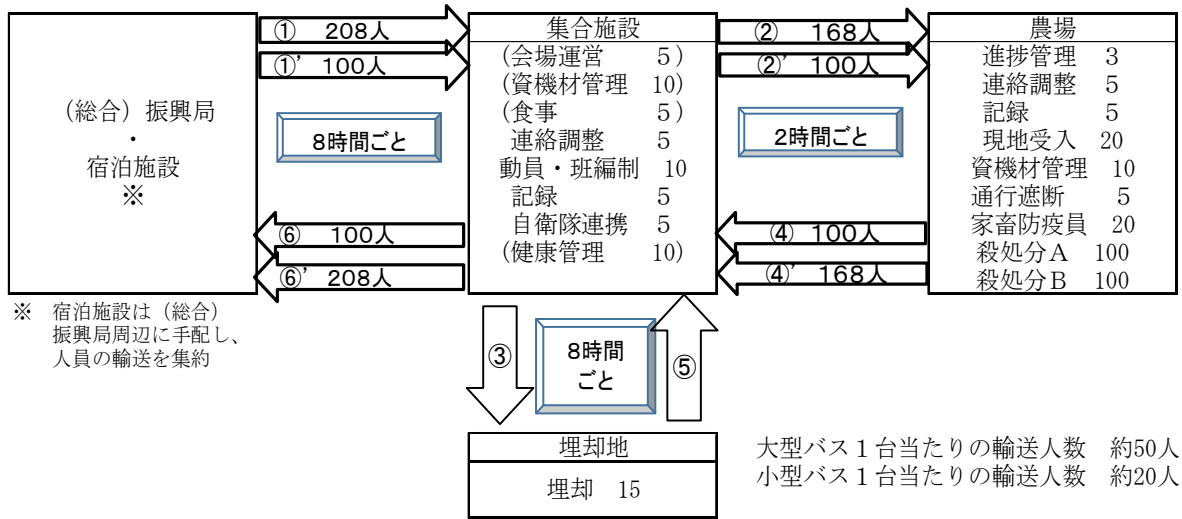 (総合) 振興局
・
宿泊施設
※
※ 宿泊施設は (総合)
振興局周辺に手配し、
人員の輸送を集約
① 208人
①’ 100人
8時間ごと
⑥ 100人
⑥’ 208人
集合施設
(会場運営 5)
(資機材管理 10)
(食事 5)
連絡調整 5
動員・班編制 10
記録 5
自衛隊連携 5
(健康管理 10)
② 168人
②’ 100人
2時間ごと
④ 100人
④’ 168人
農場
進捗管理 3
連絡調整 5
記録 5
現地受入 20
資機材管理 10
通行遮断 5
家畜防疫員 20
殺処分A 100
殺処分B 100
③
8時間
ごと
⑤
埋却地
埋却 15
大型バス1台当たりの輸送人数 約50人
小型バス1台当たりの輸送人数 約20人